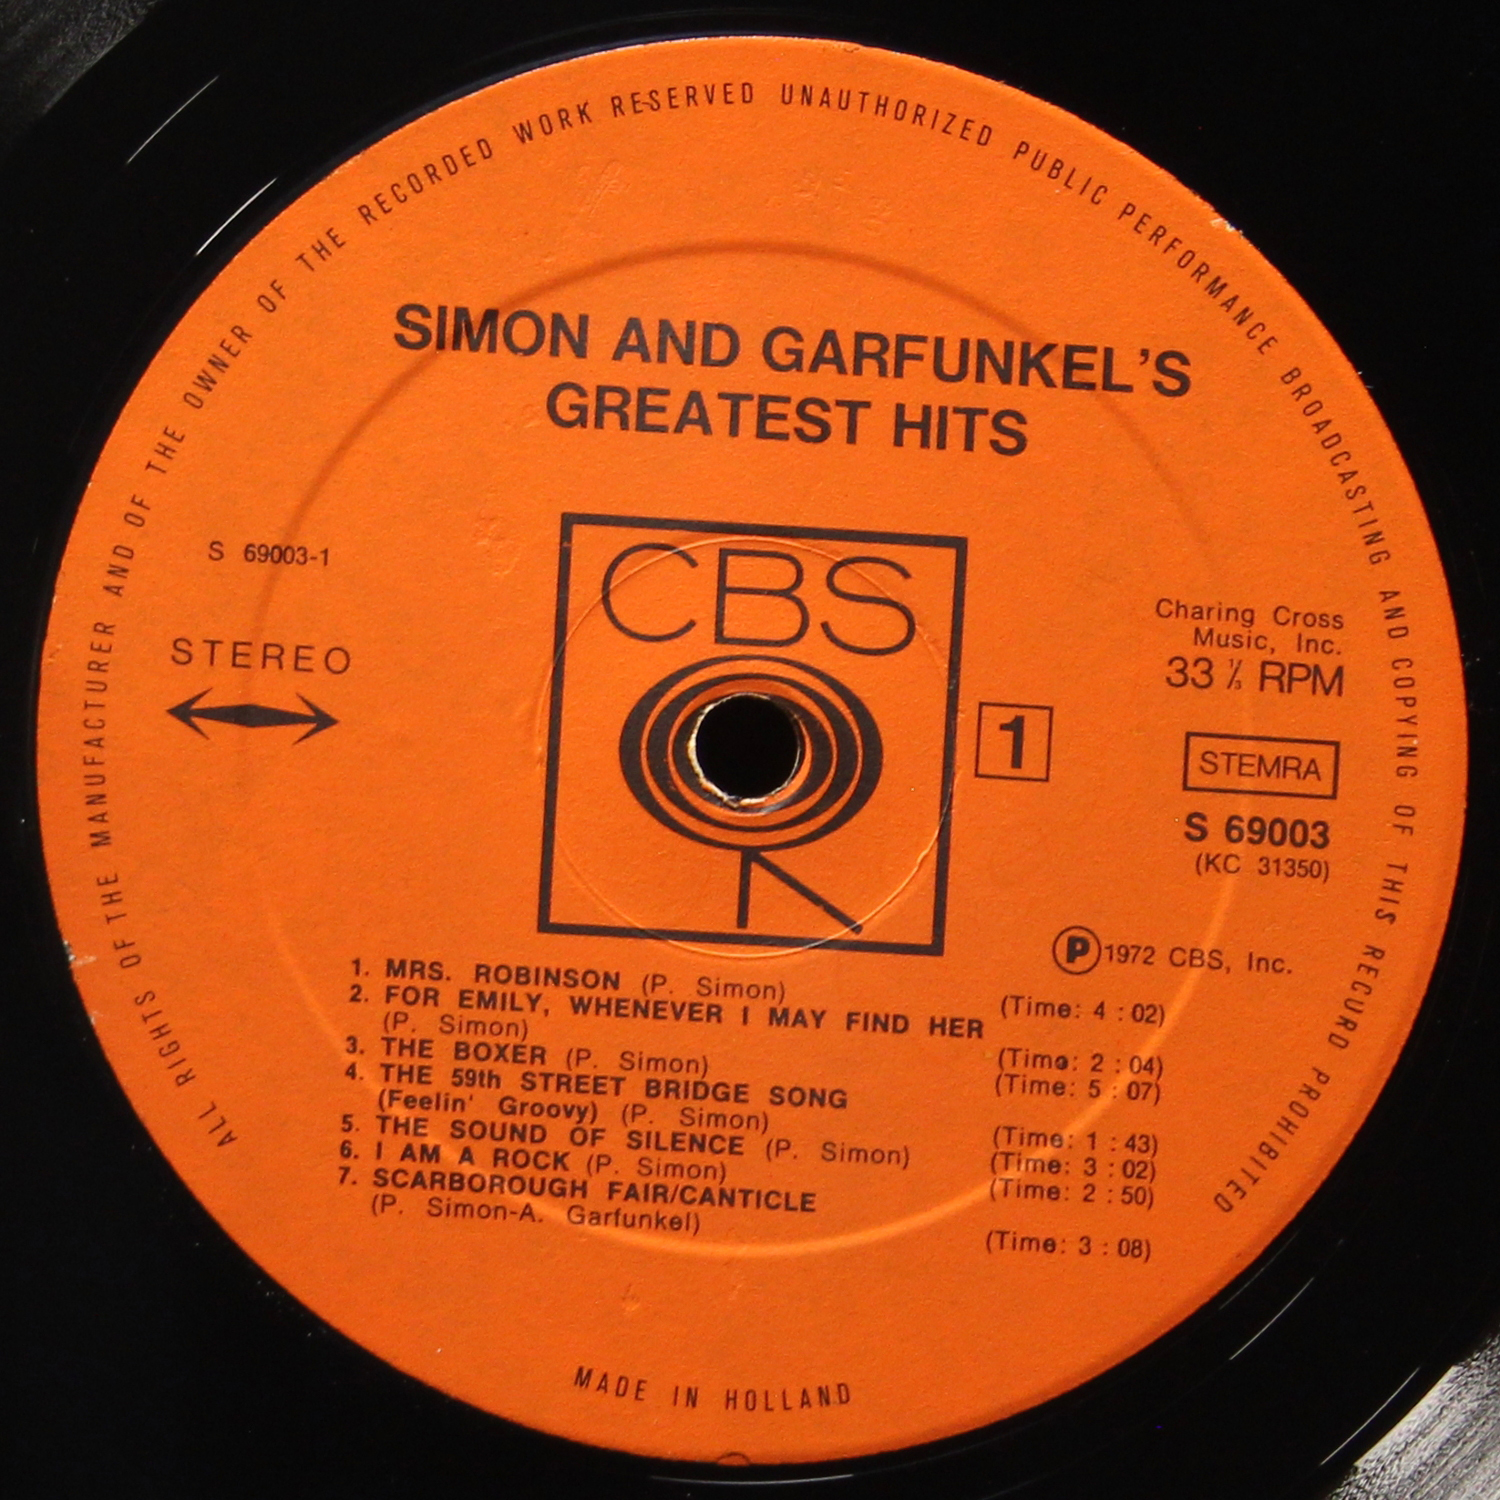 ALL RIGHTS OF THE MANUFACTURER AND OF THE OWNER OF THE RECORDED WORK RESERVED UNAUTHORIZED PUBLIC PERFORMANCE BROADCASTING AND COPYING OF THIS RECORD PROHIBITED
SIMON AND GARFUNKEL'S
GREATEST HITS
CBS
S 69003-1
STEREO
1
Charing Cross
Music, Inc.
33 ⅓ RPM
STEMRA
S 69003
(KC 31350)
Ⓟ1972 CBS, Inc.
1. MRS. ROBINSON (P. Simon) (Time: 4 : 02)
2. FOR EMILY, WHENEVER I MAY FIND HER
(P. Simon) (Time: 2 : 04)
3. THE BOXER (P. Simon) (Time: 5 : 07)
4. THE 59th STREET BRIDGE SONG
(Feelin' Groovy) (P. Simon) (Time: 1 : 43)
5. THE SOUND OF SILENCE (P. Simon) (Time: 3 : 02)
6. I AM A ROCK (P. Simon) (Time: 2 : 50)
7. SCARBOROUGH FAIR/CANTICLE
(P. Simon-A. Garfunkel) (Time: 3 : 08)
MADE IN HOLLAND